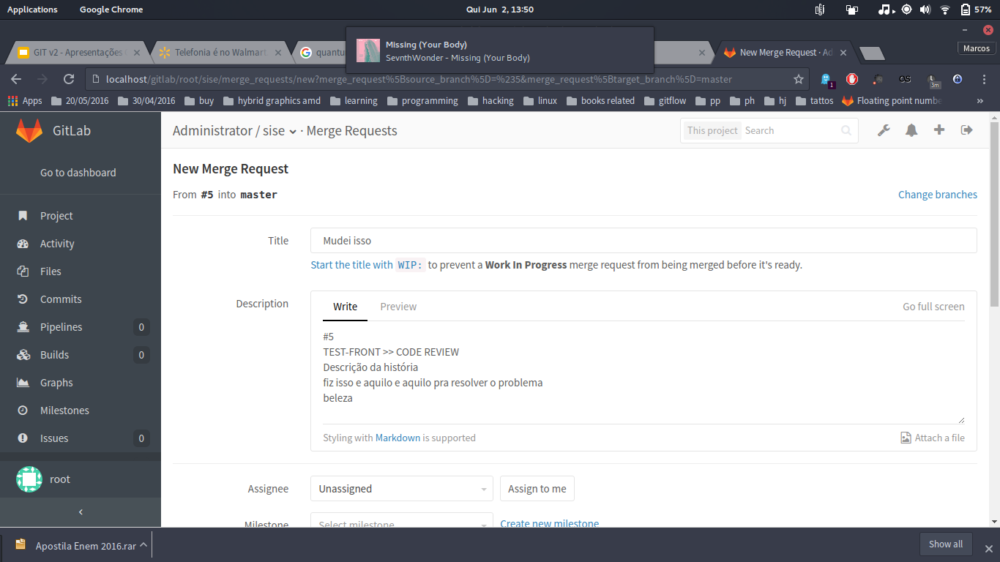 Applications Google Chrome Qui Jun 2, 13:50 57%
Missing (Your Body)
SevnthWonder - Missing (Your Body)
Marcos
GIT v2 - Apresentações Telefonia é no Walmart quantu New Merge Request · Ad
localhost/gitlab/root/sise/merge_requests/new?merge_request%5Bsource_branch%5D=%235&merge_request%5Btarget_branch%5D=master
1 CS 3m
Apps 20/05/2016 30/04/2016 buy hybrid graphics amd learning programming hacking linux books related gitflow pp ph hj tattos Floating point numbe »
GitLab
Administrator / sise · Merge Requests
This project Search
Go to dashboard
Project
Activity
Files
Commits
Pipelines 0
Builds 0
Graphs
Milestones
Issues 0
root
New Merge Request
From #5 into master
Change branches
Title Mudei isso
Start the title with WIP: to prevent a Work In Progress merge request from being merged before it's ready.
Description
Write Preview Go full screen
#5
TEST-FRONT >> CODE REVIEW
Descrição da história
fiz isso e aquilo e aquilo pra resolver o problema
beleza
Styling with Markdown is supported
Attach a file
Assignee Unassigned Assign to me
Milestone Select milestone Create new milestone
Apostila Enem 2016.rar Show all